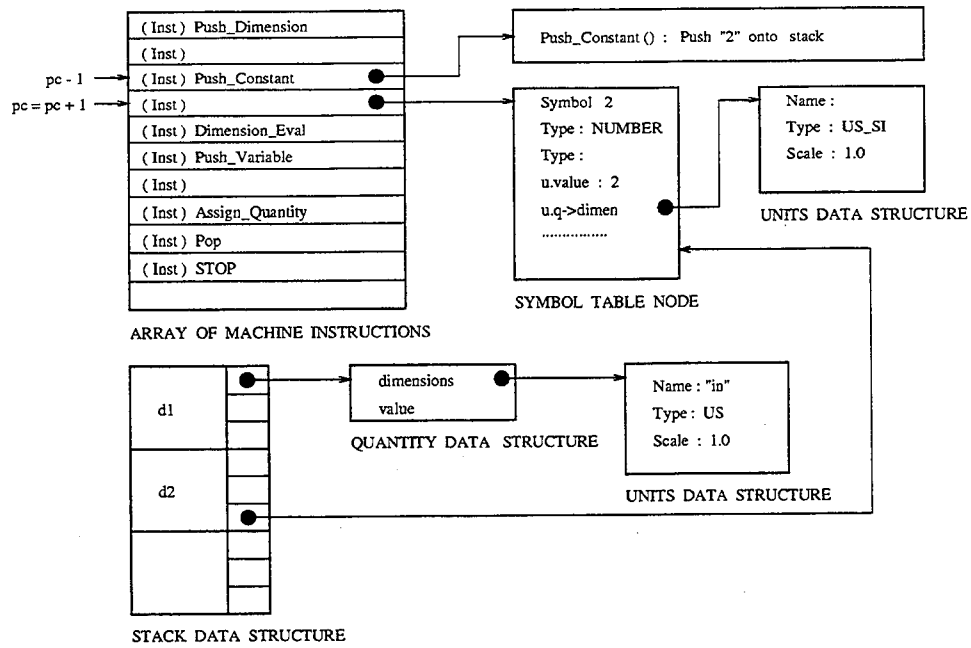 ( Inst ) Push_Dimension
( Inst )
pc - 1
( Inst ) Push_Constant
pc = pc + 1
( Inst )
( Inst ) Dimension_Eval
( Inst ) Push_Variable
( Inst )
( Inst ) Assign_Quantity
( Inst ) Pop
( Inst ) STOP
ARRAY OF MACHINE INSTRUCTIONS
Push_Constant () : Push "2" onto stack
Symbol 2
Type : NUMBER
Type :
u.value : 2
u.q->dimen
................
SYMBOL TABLE NODE
Name :
Type : US_SI
Scale : 1.0
UNITS DATA STRUCTURE
d1
d2
STACK DATA STRUCTURE
dimensions
value
QUANTITY DATA STRUCTURE
Name : "in"
Type : US
Scale : 1.0
UNITS DATA STRUCTURE